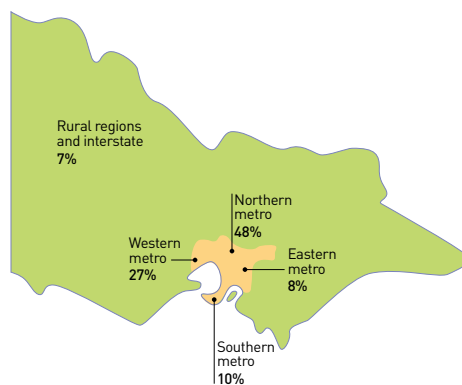 Rural regions
and interstate
7%
Northern
metro
48%
Western
metro
27%
Eastern
metro
8%
Southern
metro
10%